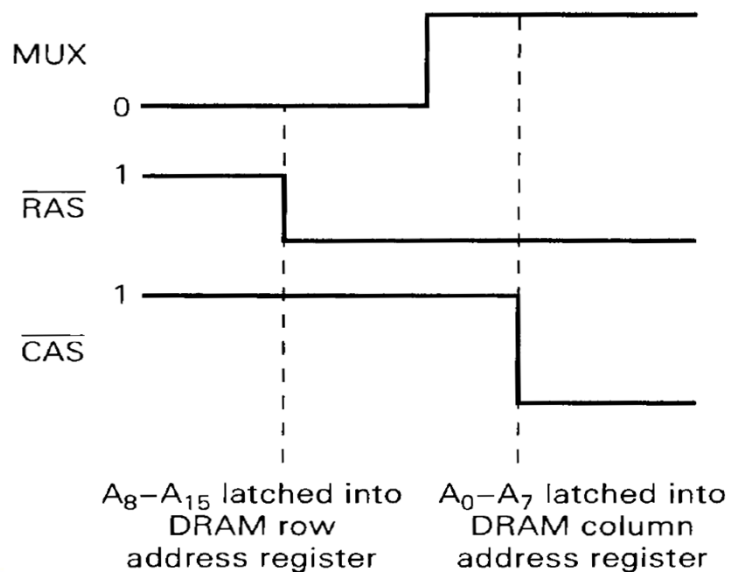 MUX
0
1
RAS
1
CAS
A₈–A₁₅ latched into
DRAM row
address register
A₀–A₇ latched into
DRAM column
address register